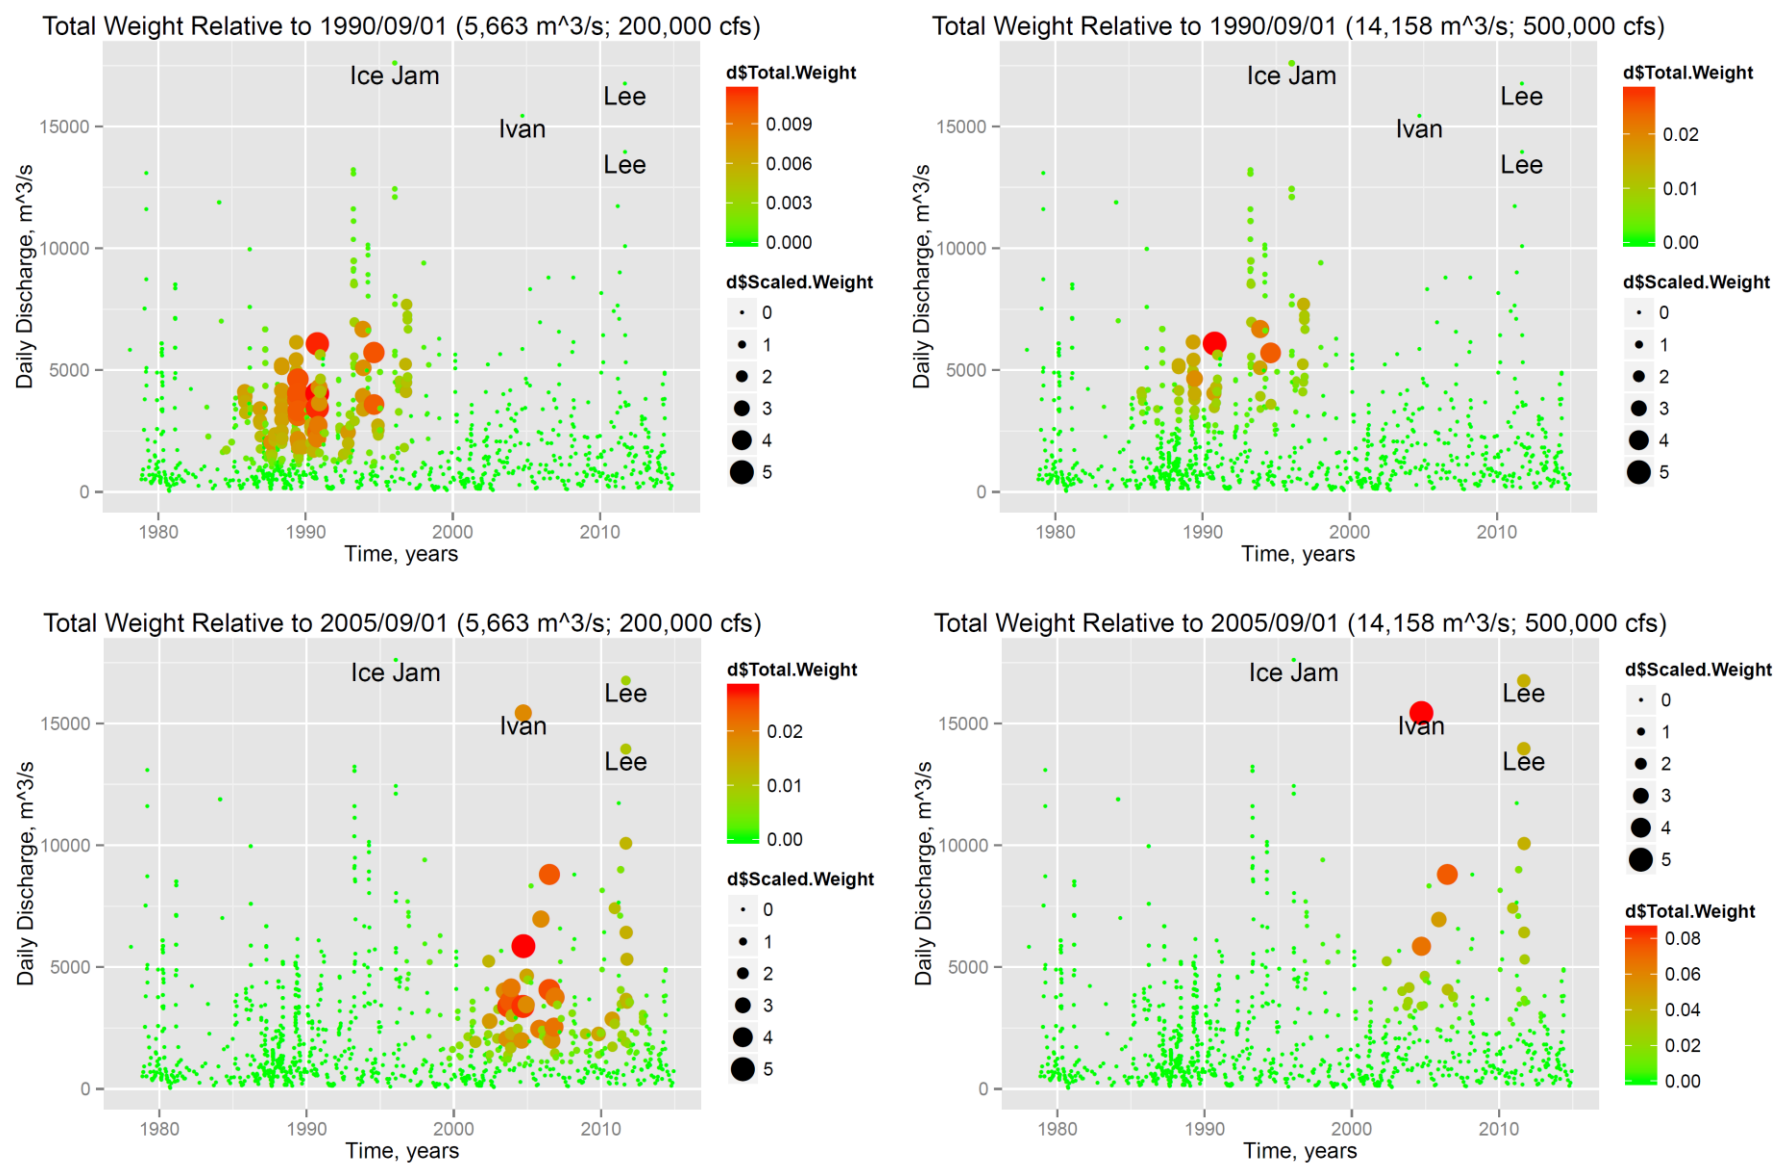 Total Weight Relative to 1990/09/01 (5,663 m^3/s; 200,000 cfs)
Daily Discharge, m^3/s
15000
10000
5000
0
Ice Jam
Lee
Ivan
Lee
1980
1990
2000
2010
Time, years
d$Total.Weight
0.009
0.006
0.003
0.000
d$Scaled.Weight
0
1
2
3
4
5
Total Weight Relative to 1990/09/01 (14,158 m^3/s; 500,000 cfs)
Daily Discharge, m^3/s
15000
10000
5000
0
Ice Jam
Lee
Ivan
Lee
1980
1990
2000
2010
Time, years
d$Total.Weight
0.02
0.01
0.00
d$Scaled.Weight
0
1
2
3
4
5
Total Weight Relative to 2005/09/01 (5,663 m^3/s; 200,000 cfs)
Daily Discharge, m^3/s
15000
10000
5000
0
Ice Jam
Lee
Ivan
Lee
1980
1990
2000
2010
Time, years
d$Total.Weight
0.02
0.01
0.00
d$Scaled.Weight
0
1
2
3
4
5
Total Weight Relative to 2005/09/01 (14,158 m^3/s; 500,000 cfs)
Daily Discharge, m^3/s
15000
10000
5000
0
Ice Jam
Lee
Ivan
Lee
1980
1990
2000
2010
Time, years
d$Scaled.Weight
0
1
2
3
4
5
d$Total.Weight
0.08
0.06
0.04
0.02
0.00